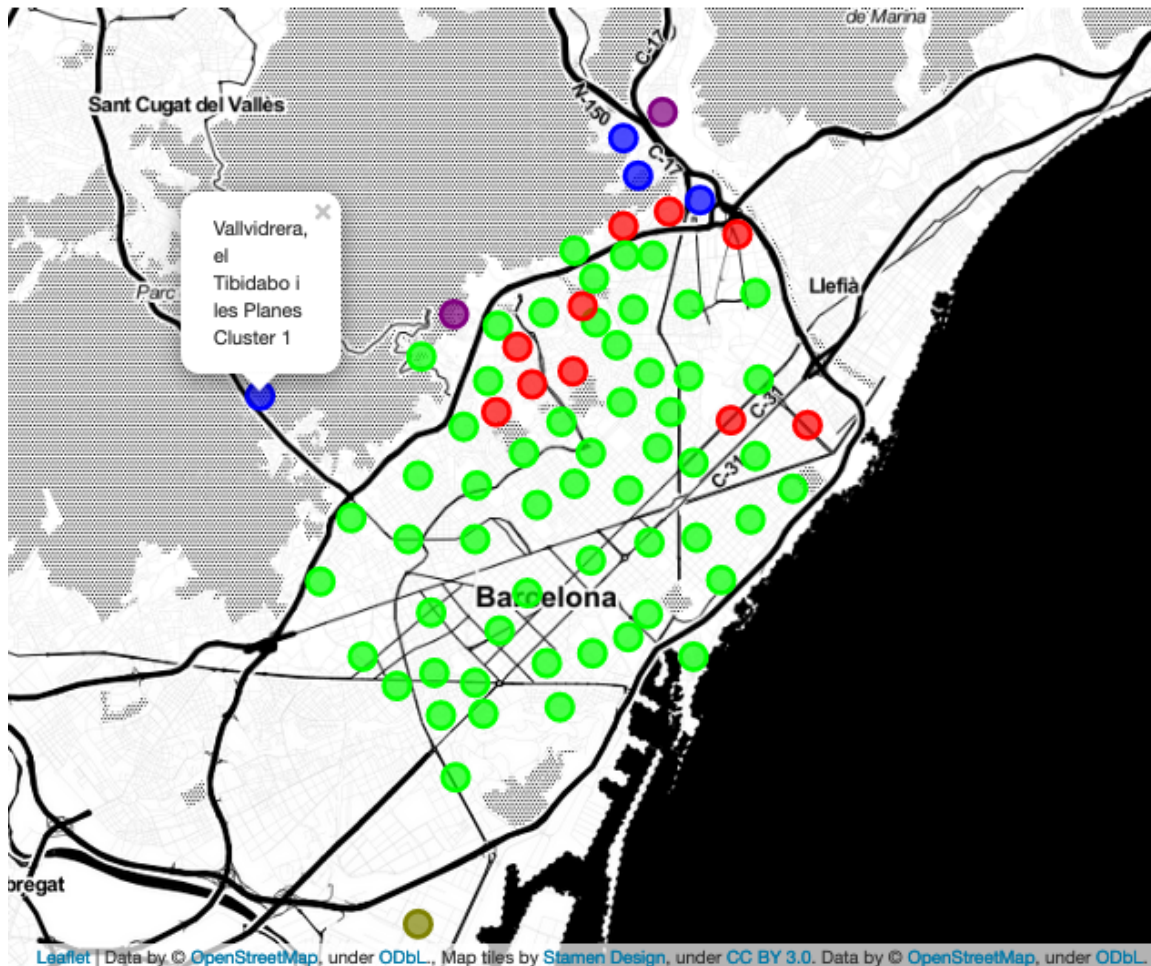 de Marina
C-17
Sant Cugat del Vallès
N-150
C-17
×
Vallvidrera,
el
Tibidabo i
les Planes
Cluster 1
Parc
Llefià
C-31
C-31
Barcelona
bregat
Leaflet | Data by © OpenStreetMap, under ODbL., Map tiles by Stamen Design, under CC BY 3.0. Data by © OpenStreetMap, under ODbL.